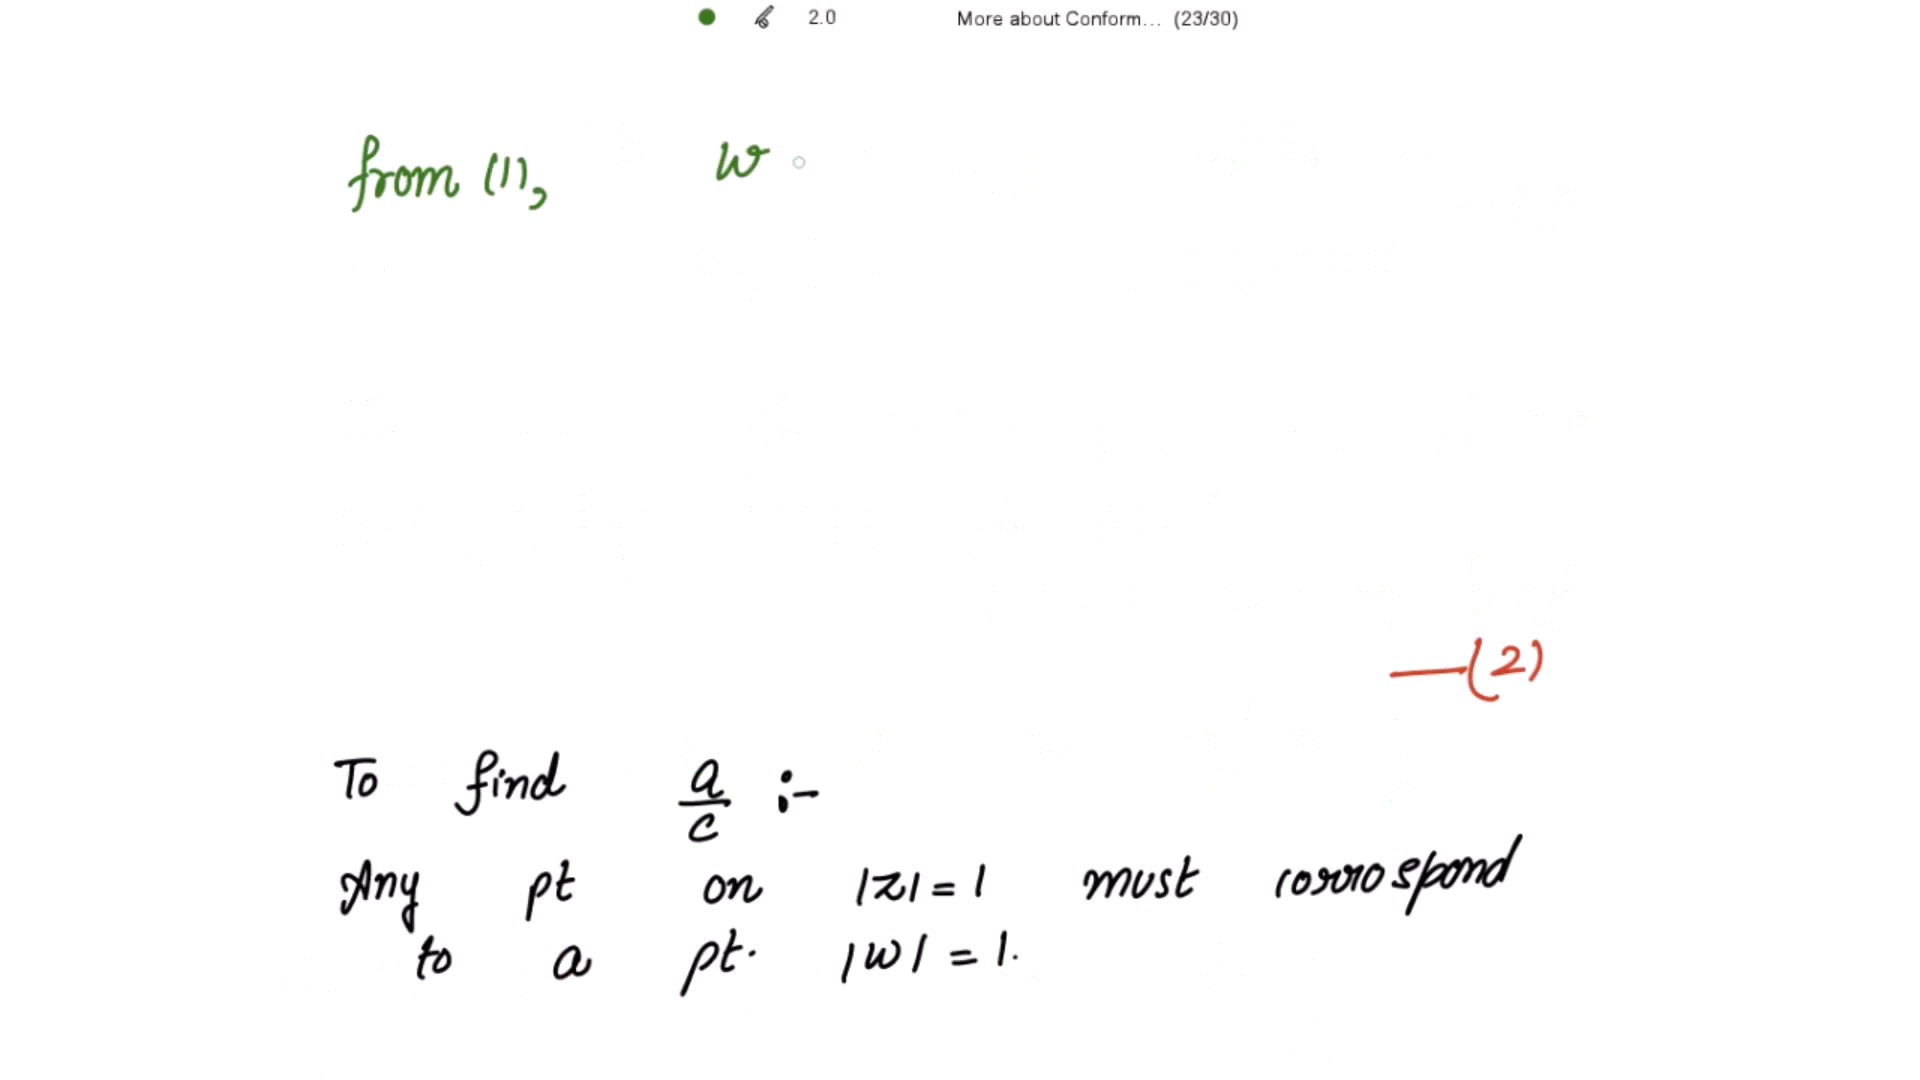 2.0 More about Conform... (23/30)
from (1), w
—(2)
To find a/c :-
Any pt on |z| = 1 must correspond
to a pt. |w| = 1.